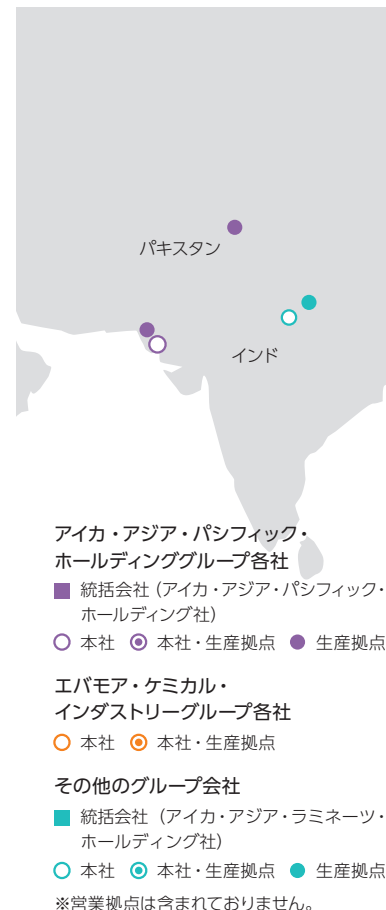 パキスタン
インド
アイカ・アジア・パシフィック・
ホールディンググループ各社
統括会社（アイカ・アジア・パシフィック・
ホールディング社）
本社 本社・生産拠点 生産拠点
エバモア・ケミカル・
インダストリーグループ各社
本社 本社・生産拠点
その他のグループ会社
統括会社（アイカ・アジア・ラミネーツ・
ホールディング社）
本社 本社・生産拠点 生産拠点
※営業拠点は含まれておりません。